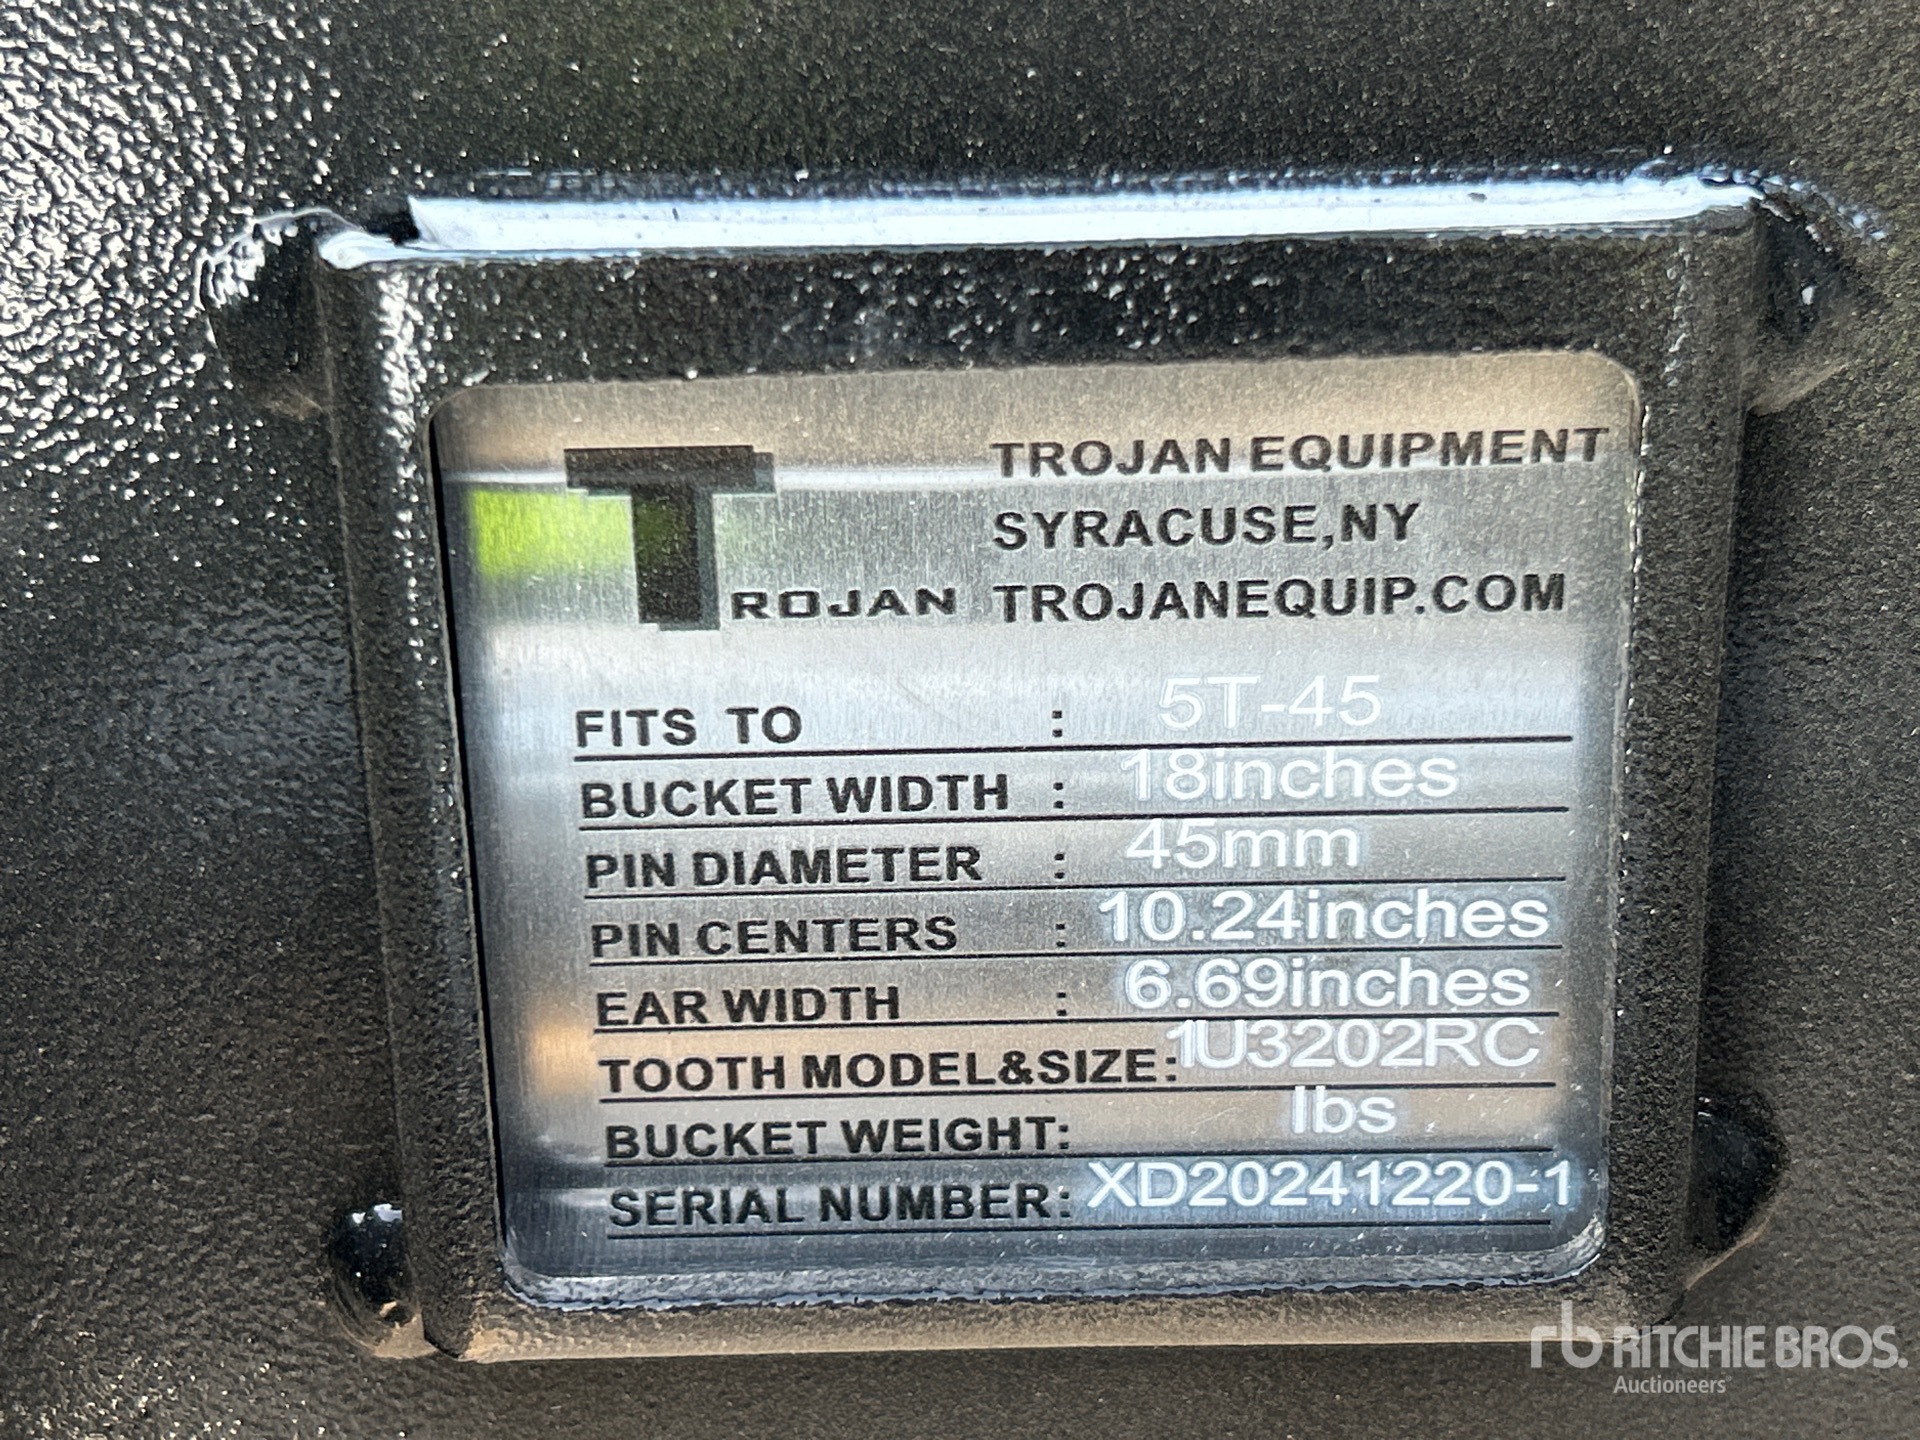 TROJAN
TROJAN EQUIPMENT
SYRACUSE,NY
TROJANEQUIP.COM
FITS TO : 5T-45
BUCKET WIDTH : 18inches
PIN DIAMETER : 45mm
PIN CENTERS : 10.24inches
EAR WIDTH : 6.69inches
TOOTH MODEL&SIZE: 1U3202RC
BUCKET WEIGHT: lbs
SERIAL NUMBER: XD20241220-1
rb RITCHIE BROS.
Auctioneers